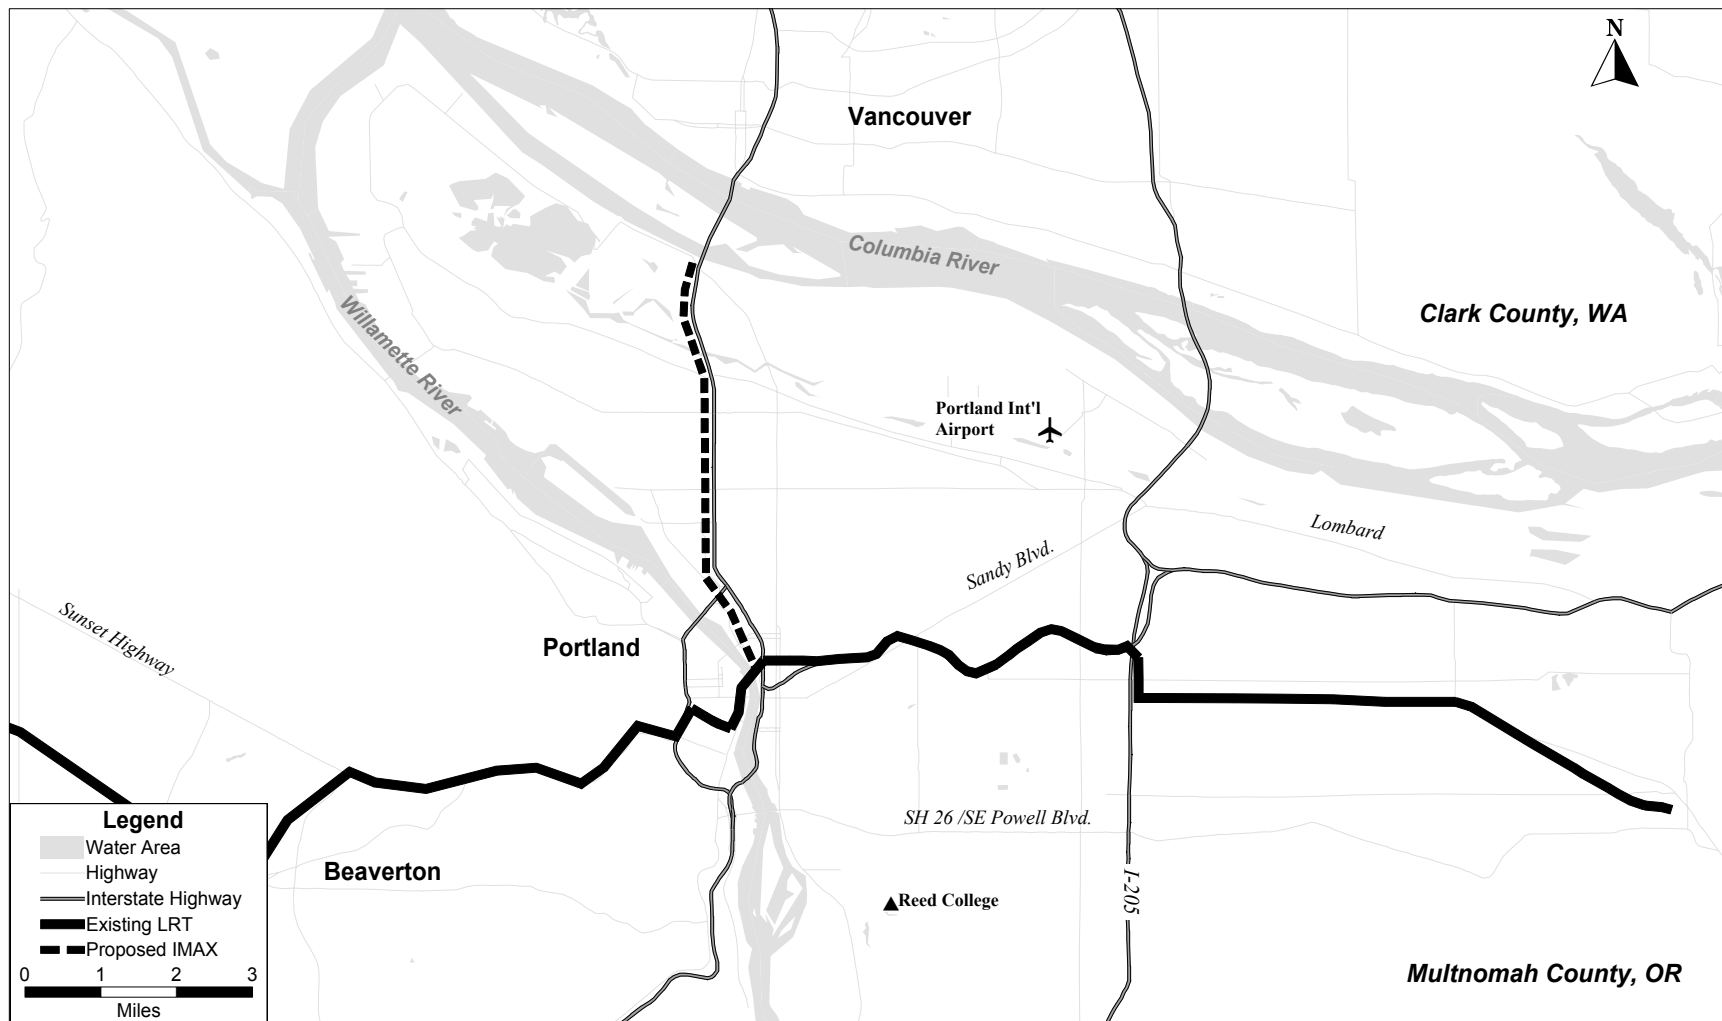 N
Vancouver
Columbia River
Clark County, WA
Willamette River
Portland Int'l
Airport
Lombard
Sandy Blvd.
Sunset Highway
Portland
SH 26 /SE Powell Blvd.
Beaverton
I-205
Reed College
Multnomah County, OR
Legend
Water Area
Highway
Interstate Highway
Existing LRT
Proposed IMAX
0 1 2 3
Miles